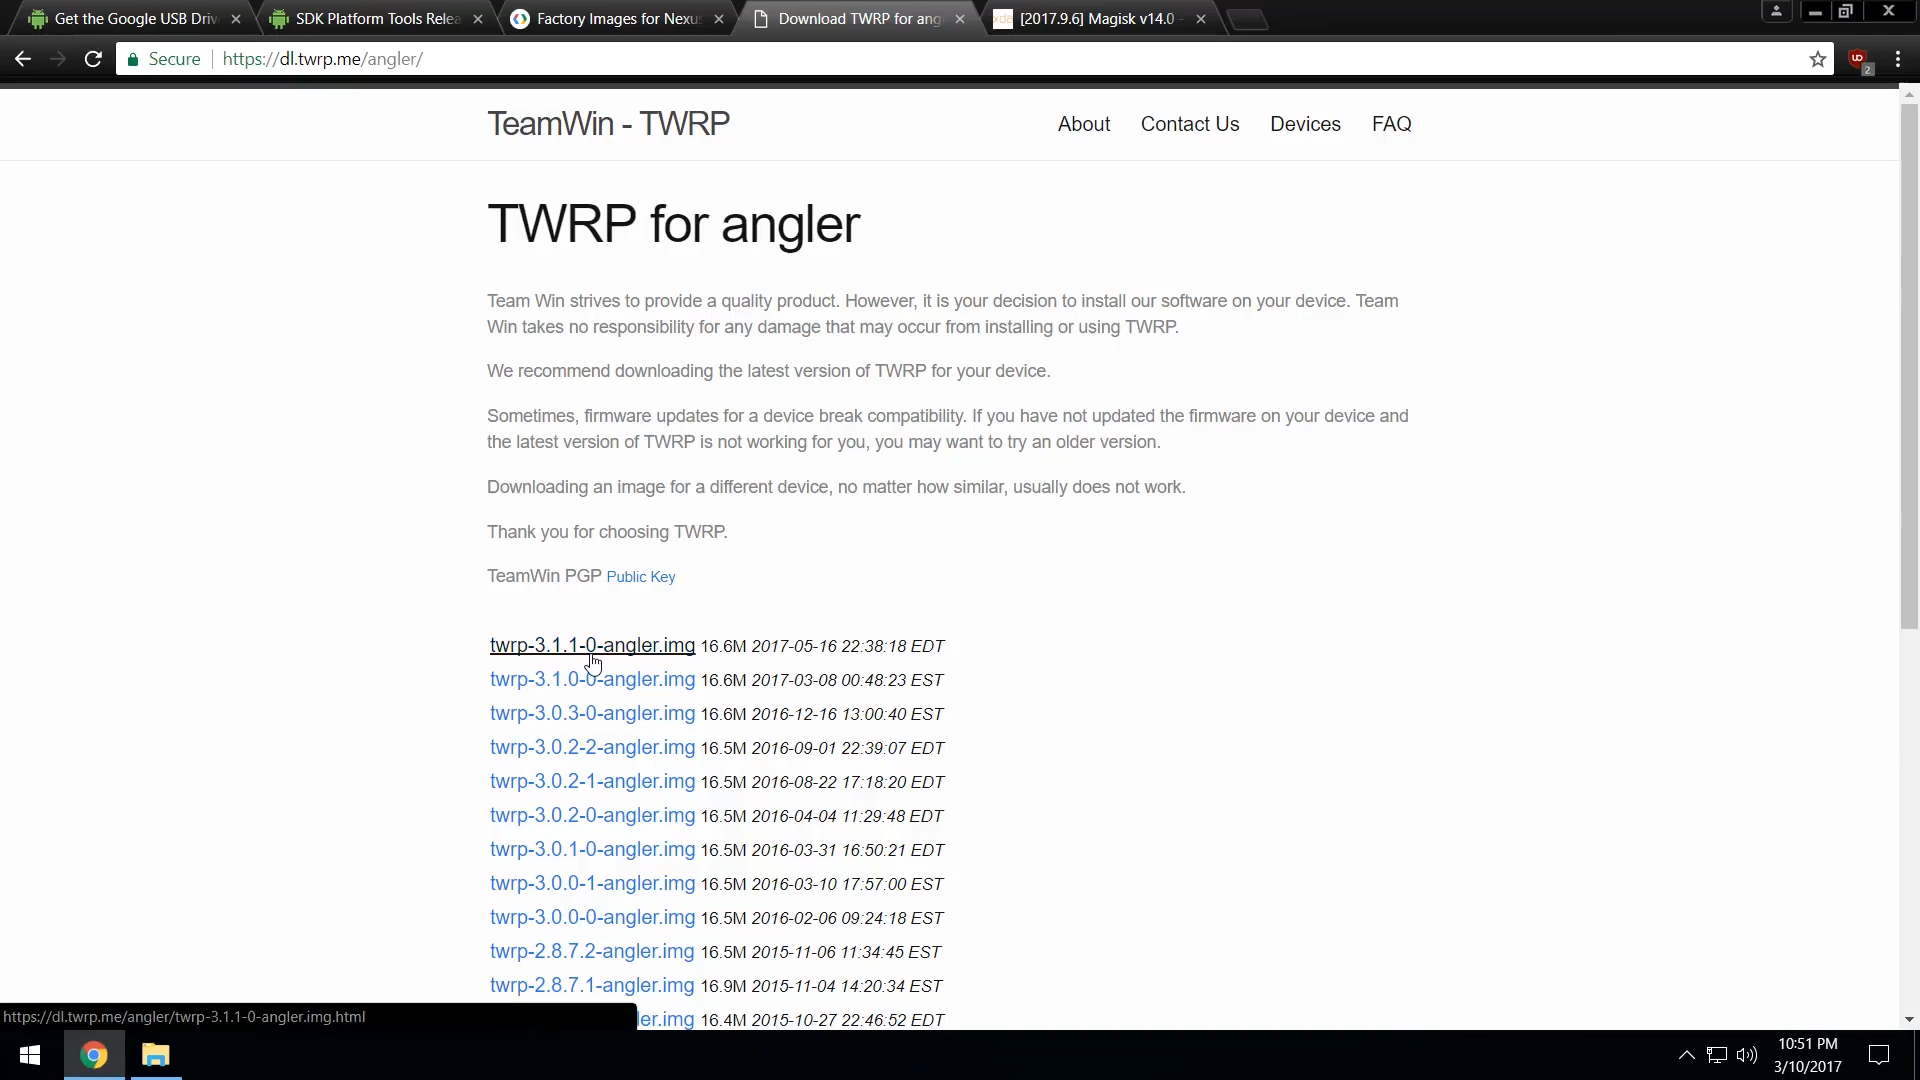 Get the Google USB Driv
SDK Platform Tools Relea
Factory Images for Nexus
Download TWRP for ang
[2017.9.6] Magisk v14.0 -
Secure
https://dl.twrp.me/angler/
2
TeamWin - TWRP
About
Contact Us
Devices
FAQ
TWRP for angler
Team Win strives to provide a quality product. However, it is your decision to install our software on your device. Team
Win takes no responsibility for any damage that may occur from installing or using TWRP.
We recommend downloading the latest version of TWRP for your device.
Sometimes, firmware updates for a device break compatibility. If you have not updated the firmware on your device and
the latest version of TWRP is not working for you, you may want to try an older version.
Downloading an image for a different device, no matter how similar, usually does not work.
Thank you for choosing TWRP.
TeamWin PGP Public Key
twrp-3.1.1-0-angler.img 16.6M 2017-05-16 22:38:18 EDT
twrp-3.1.0-0-angler.img 16.6M 2017-03-08 00:48:23 EST
twrp-3.0.3-0-angler.img 16.6M 2016-12-16 13:00:40 EST
twrp-3.0.2-2-angler.img 16.5M 2016-09-01 22:39:07 EDT
twrp-3.0.2-1-angler.img 16.5M 2016-08-22 17:18:20 EDT
twrp-3.0.2-0-angler.img 16.5M 2016-04-04 11:29:48 EDT
twrp-3.0.1-0-angler.img 16.5M 2016-03-31 16:50:21 EDT
twrp-3.0.0-1-angler.img 16.5M 2016-03-10 17:57:00 EST
twrp-3.0.0-0-angler.img 16.5M 2016-02-06 09:24:18 EST
twrp-2.8.7.2-angler.img 16.5M 2015-11-06 11:34:45 EST
twrp-2.8.7.1-angler.img 16.9M 2015-11-04 14:20:34 EST
ler.img 16.4M 2015-10-27 22:46:52 EDT
https://dl.twrp.me/angler/twrp-3.1.1-0-angler.img.html
10:51 PM
3/10/2017